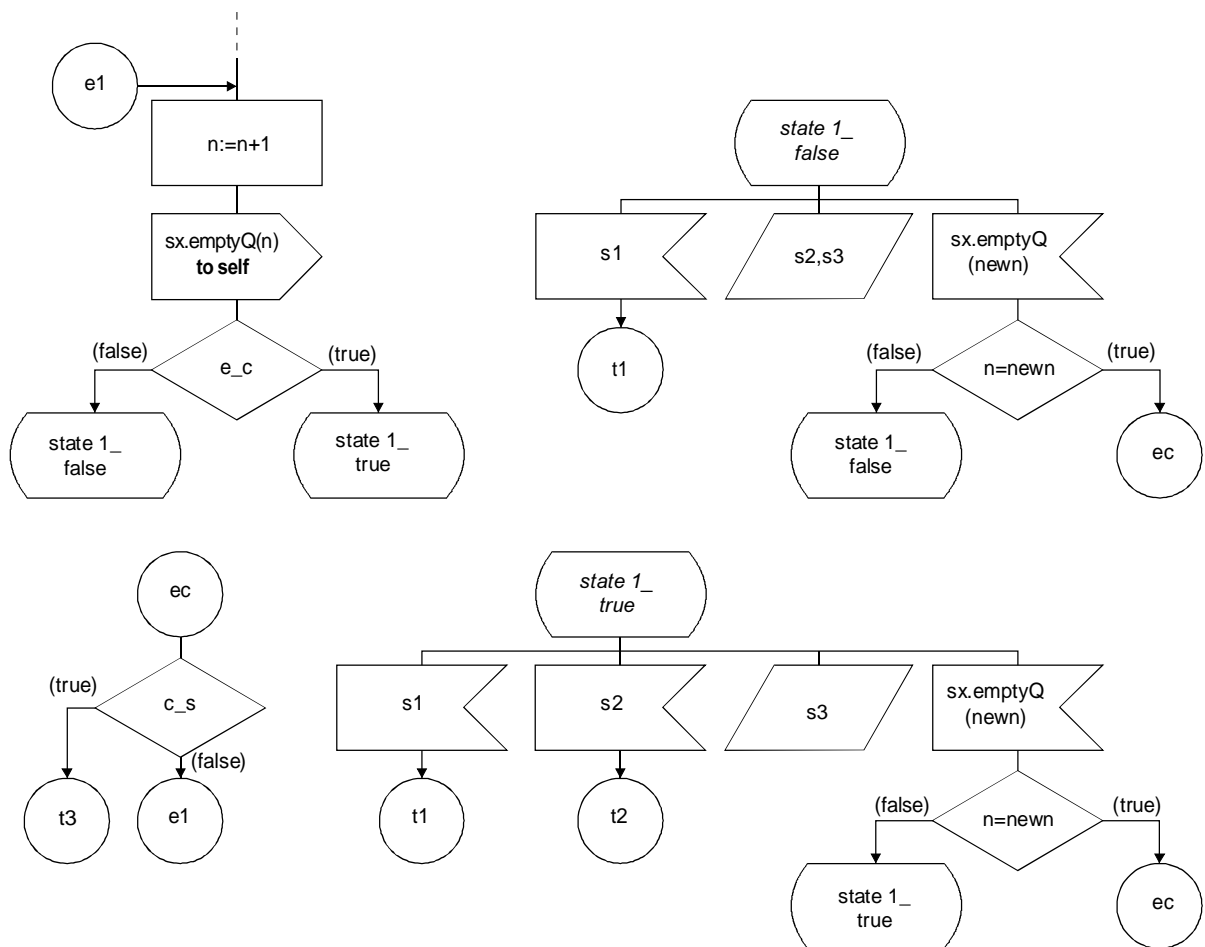 e1
n:=n+1
sx.emptyQ(n)
to self
(false)
e_c
(true)
state 1_
false
state 1_
true
state 1_
false
s1
s2,s3
sx.emptyQ
(newn)
t1
(false)
n=newn
(true)
state 1_
false
ec
ec
(true)
c_s
(false)
t3
e1
state 1_
true
s1
s2
s3
sx.emptyQ
(newn)
t1
t2
(false)
n=newn
(true)
state 1_
true
ec